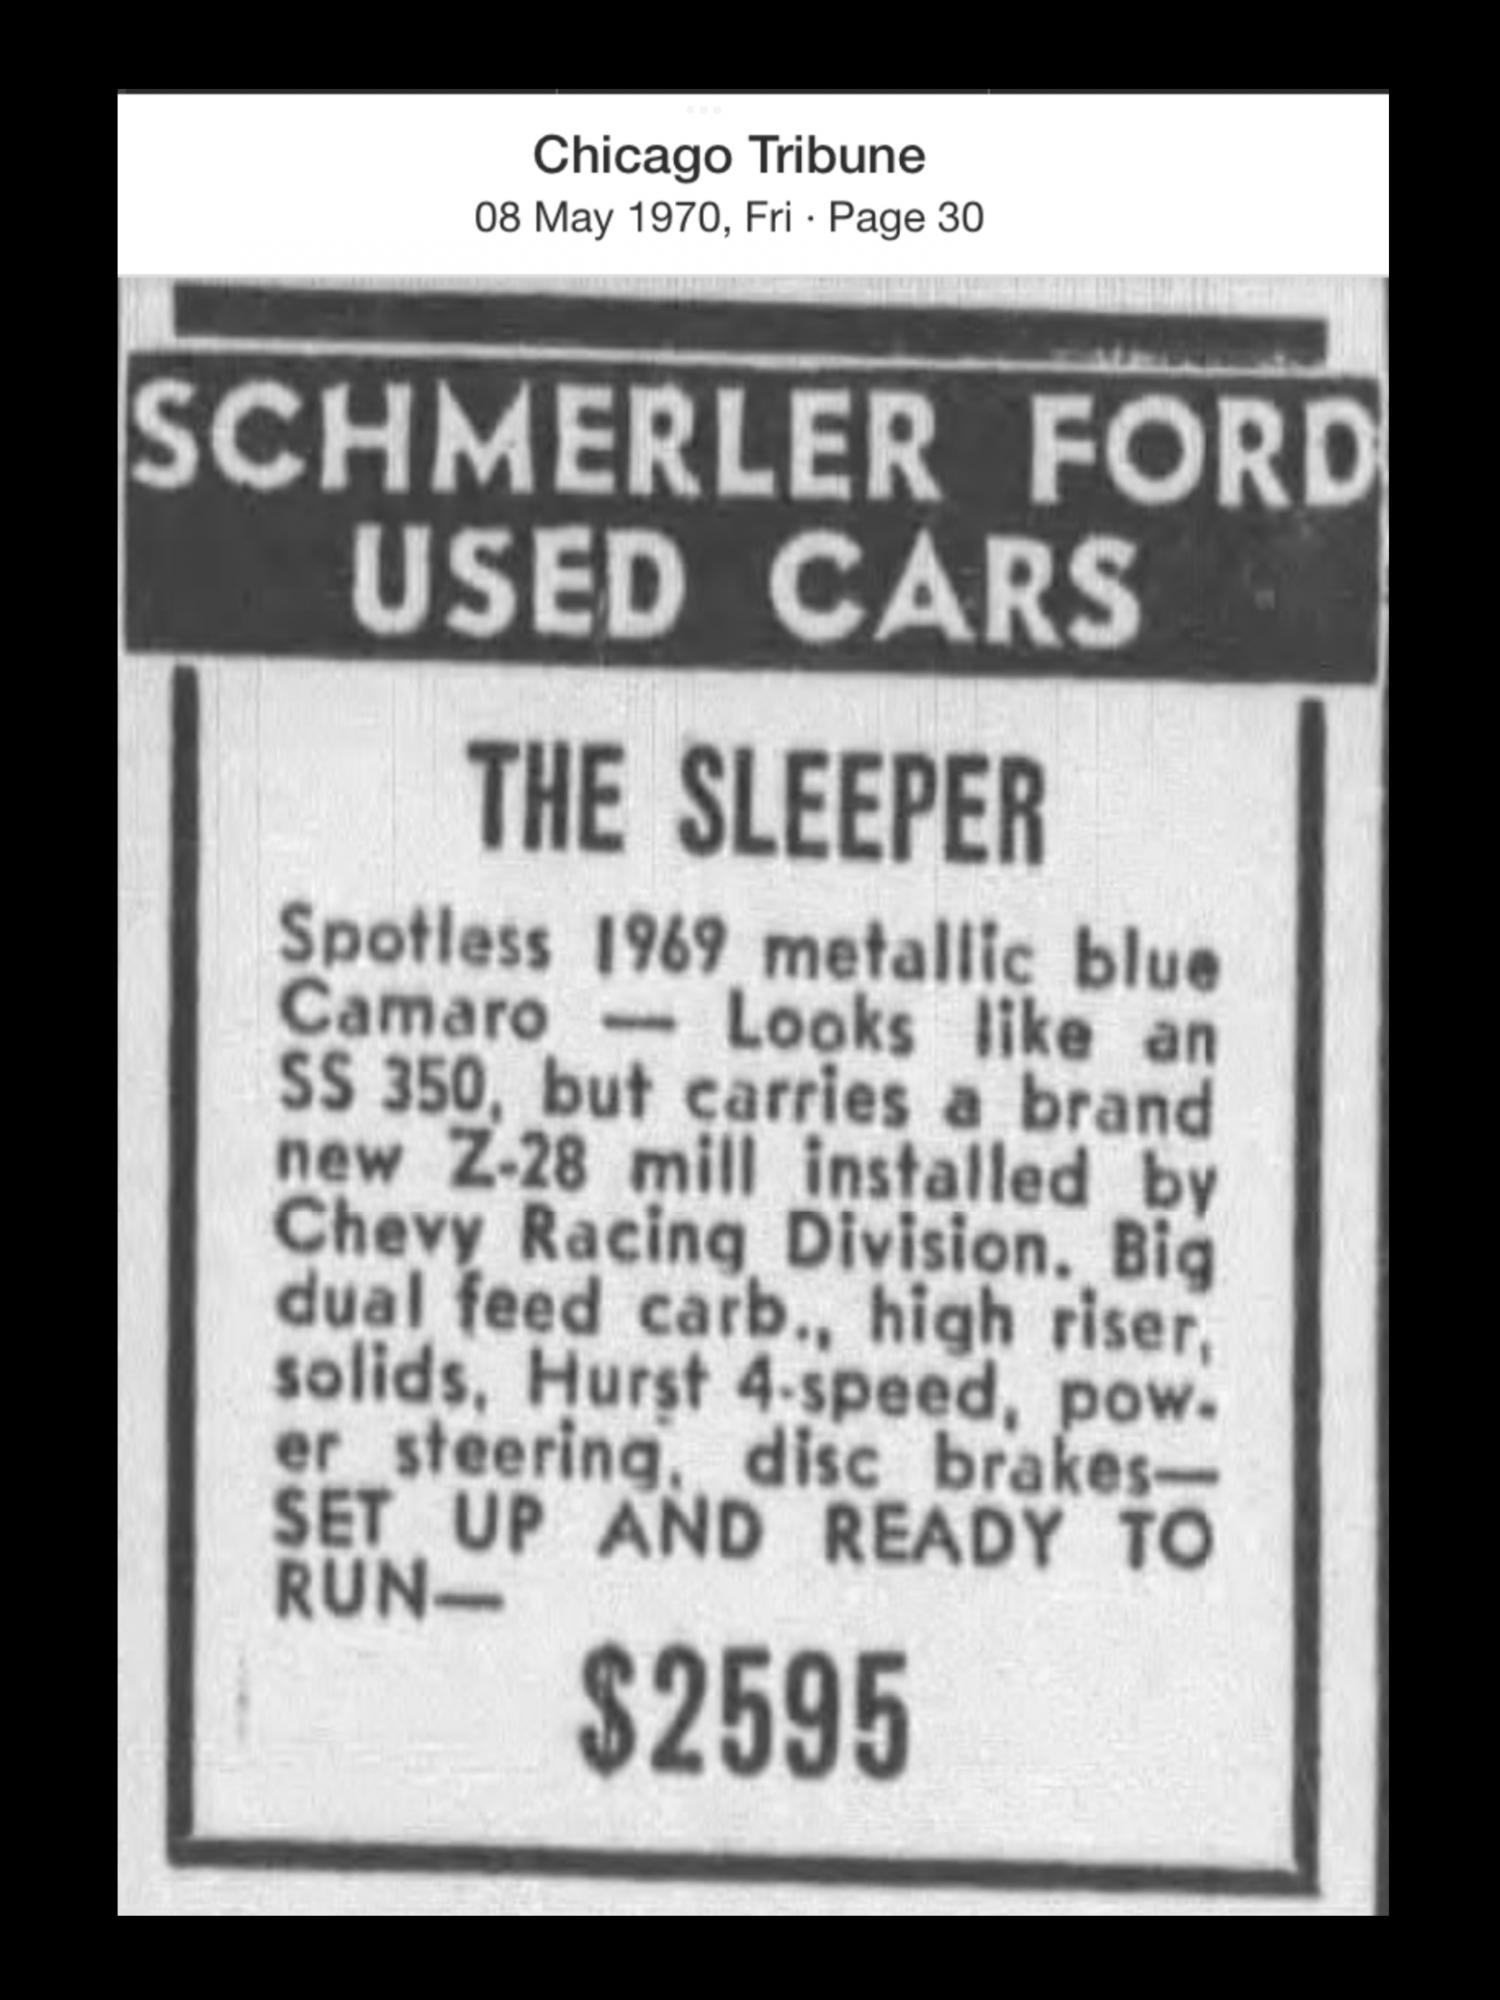 Chicago Tribune
08 May 1970, Fri · Page 30
SCHMERLER FORD
USED CARS
THE SLEEPER
Spotless 1969 metallic blue
Camaro — Looks like an
SS 350, but carries a brand
new Z-28 mill installed by
Chevy Racing Division. Big
dual feed carb., high riser,
solids, Hurst 4-speed, pow-
er steering, disc brakes—
SET UP AND READY TO
RUN—
$2595